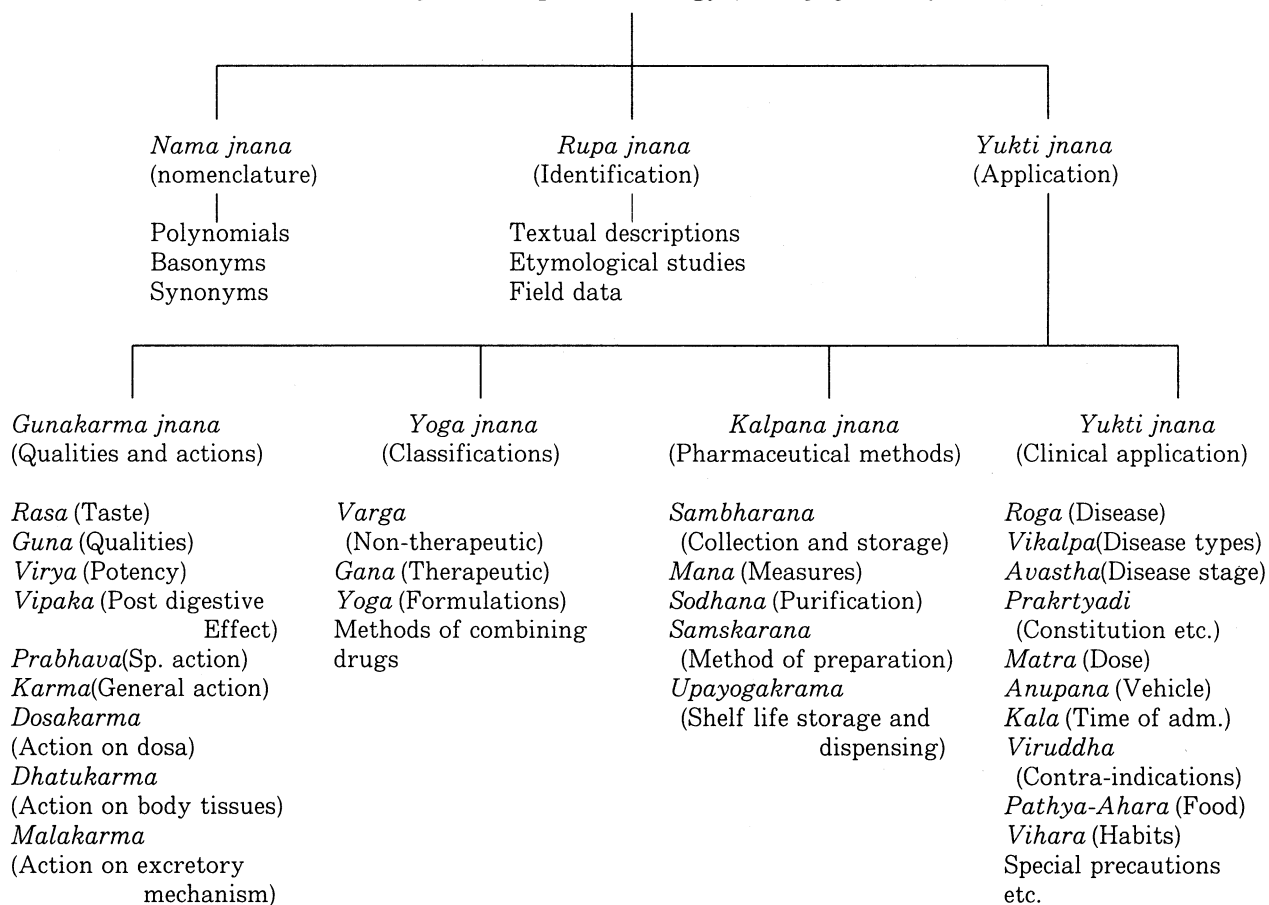 Nama jnana
(nomenclature)
Polynomials
Basonyms
Synonyms
Rupa jnana
(Identification)
Textual descriptions
Etymological studies
Field data
Yukti jnana
(Application)
Gunakarma jnana
(Qualities and actions)
Rasa (Taste)
Guna (Qualities)
Virya (Potency)
Vipaka (Post digestive
Effect)
Prabhava(Sp. action)
Karma(General action)
Dosakarma
(Action on dosa)
Dhatukarma
(Action on body tissues)
Malakarma
(Action on excretory
mechanism)
Yoga jnana
(Classifications)
Varga
(Non-therapeutic)
Gana (Therapeutic)
Yoga (Formulations)
Methods of combining
drugs
Kalpana jnana
(Pharmaceutical methods)
Sambharana
(Collection and storage)
Mana (Measures)
Sodhana (Purification)
Samskarana
(Method of preparation)
Upayogakrama
(Shelf life storage and
dispensing)
Yukti jnana
(Clinical application)
Roga (Disease)
Vikalpa(Disease types)
Avastha(Disease stage)
Prakrtyadi
(Constitution etc.)
Matra (Dose)
Anupana (Vehicle)
Kala (Time of adm.)
Viruddha
(Contra-indications)
Pathya-Ahara (Food)
Vihara (Habits)
Special precautions
etc.